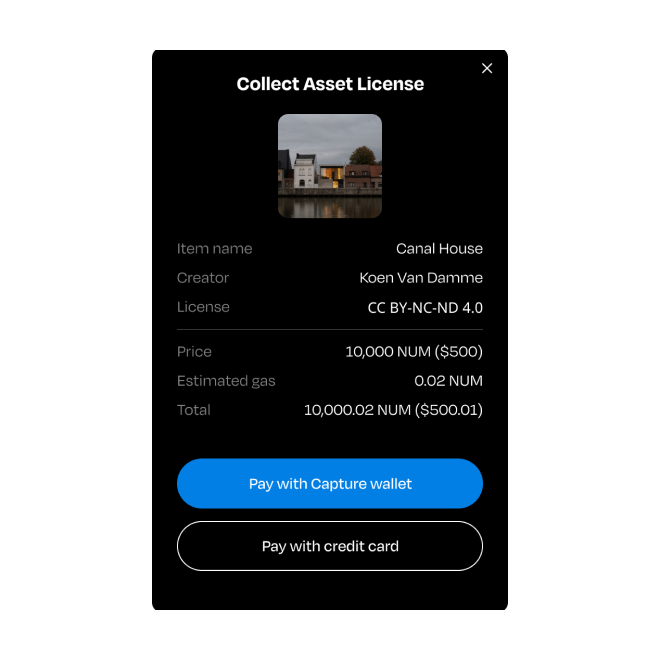 Collect Asset License
Item name Canal House
Creator Koen Van Damme
License CC BY-NC-ND 4.0
Price 10,000 NUM ($500)
Estimated gas 0.02 NUM
Total 10,000.02 NUM ($500.01)
Pay with Capture wallet
Pay with credit card